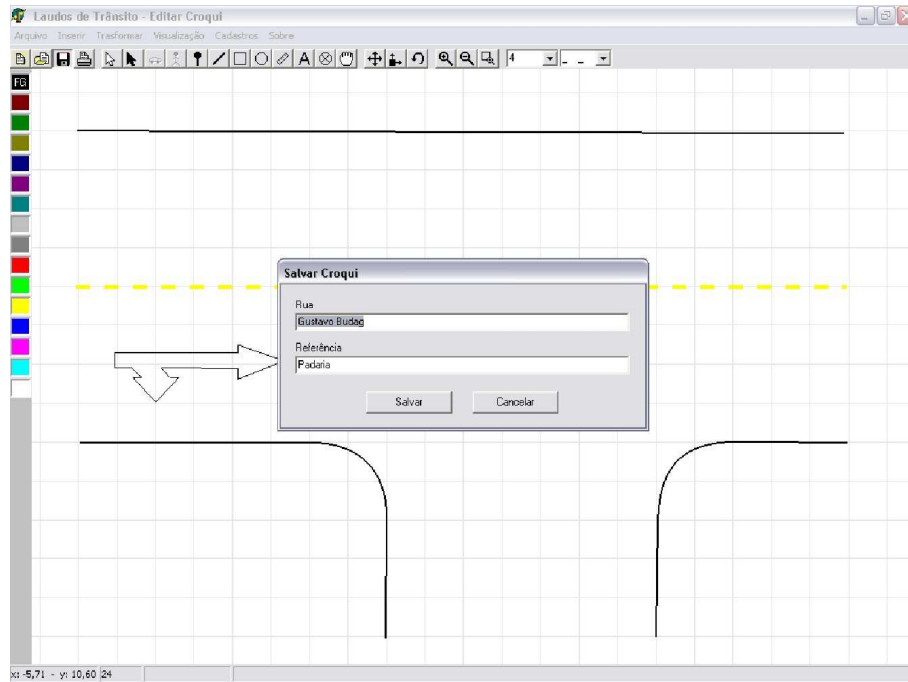 Laudos de Trânsito - Editar Croqui
Arquivo Inserir Trasformar Visualização Cadastros Sobre
A 4
FG
Salvar Croqui
Rua
Gustavo Budag
Referência
Padaria
Salvar Cancelar
x: -5,71 - y: 10,60 24